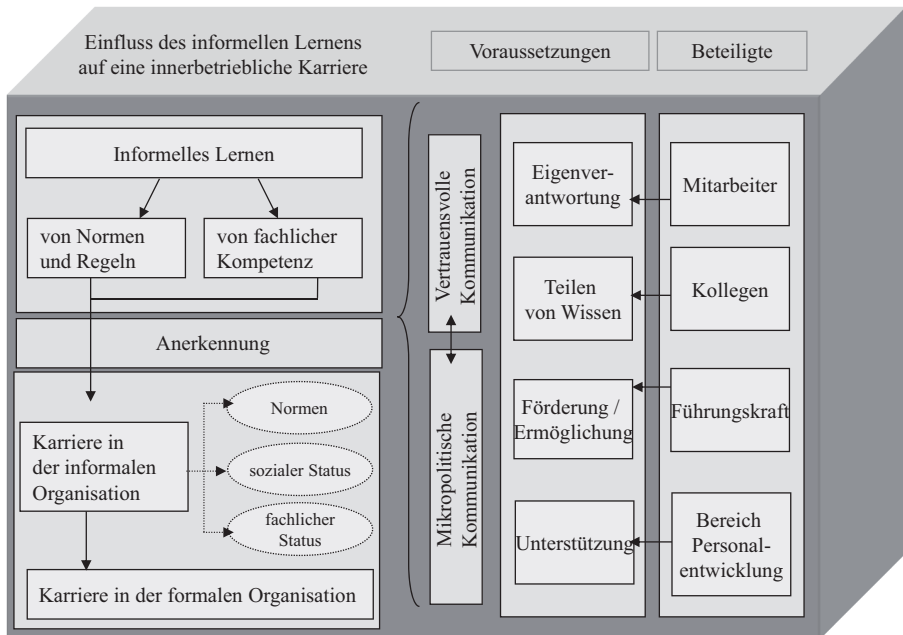 Einfluss des informellen Lernens
auf eine innerbetriebliche Karriere
Voraussetzungen
Beteiligte
Informelles Lernen
von Normen
und Regeln
von fachlicher
Kompetenz
Anerkennung
Karriere in
der informalen
Organisation
Normen
sozialer Status
fachlicher
Status
Karriere in der formalen Organisation
Vertrauensvolle
Kommunikation
Mikropolitische
Kommunikation
Eigenver-
antwortung
Teilen
von Wissen
Förderung /
Ermöglichung
Unterstützung
Mitarbeiter
Kollegen
Führungskraft
Bereich
Personal-
entwicklung